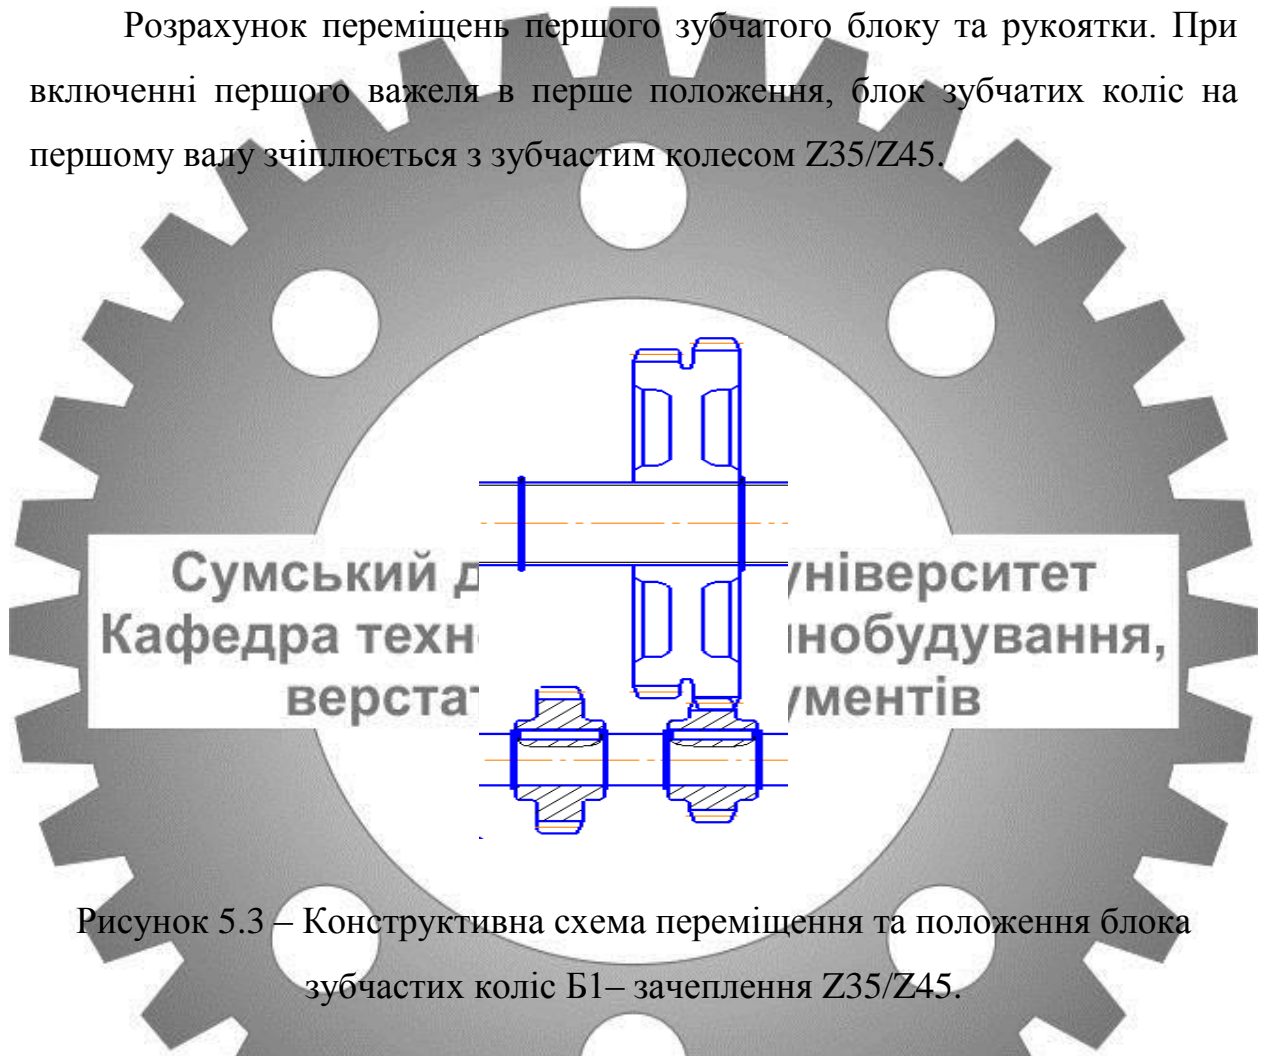 Розрахунок переміщень першого зубчатого блоку та рукоятки. При
включенні першого важеля в перше положення, блок зубчатих коліс на
першому валу зчіплюється з зубчастим колесом Z35/Z45.
Сумський д університет
Кафедра техн нобудування,
верстат ументів
Рисунок 5.3 – Конструктивна схема переміщення та положення блока
зубчастих коліс Б1– зачеплення Z35/Z45.